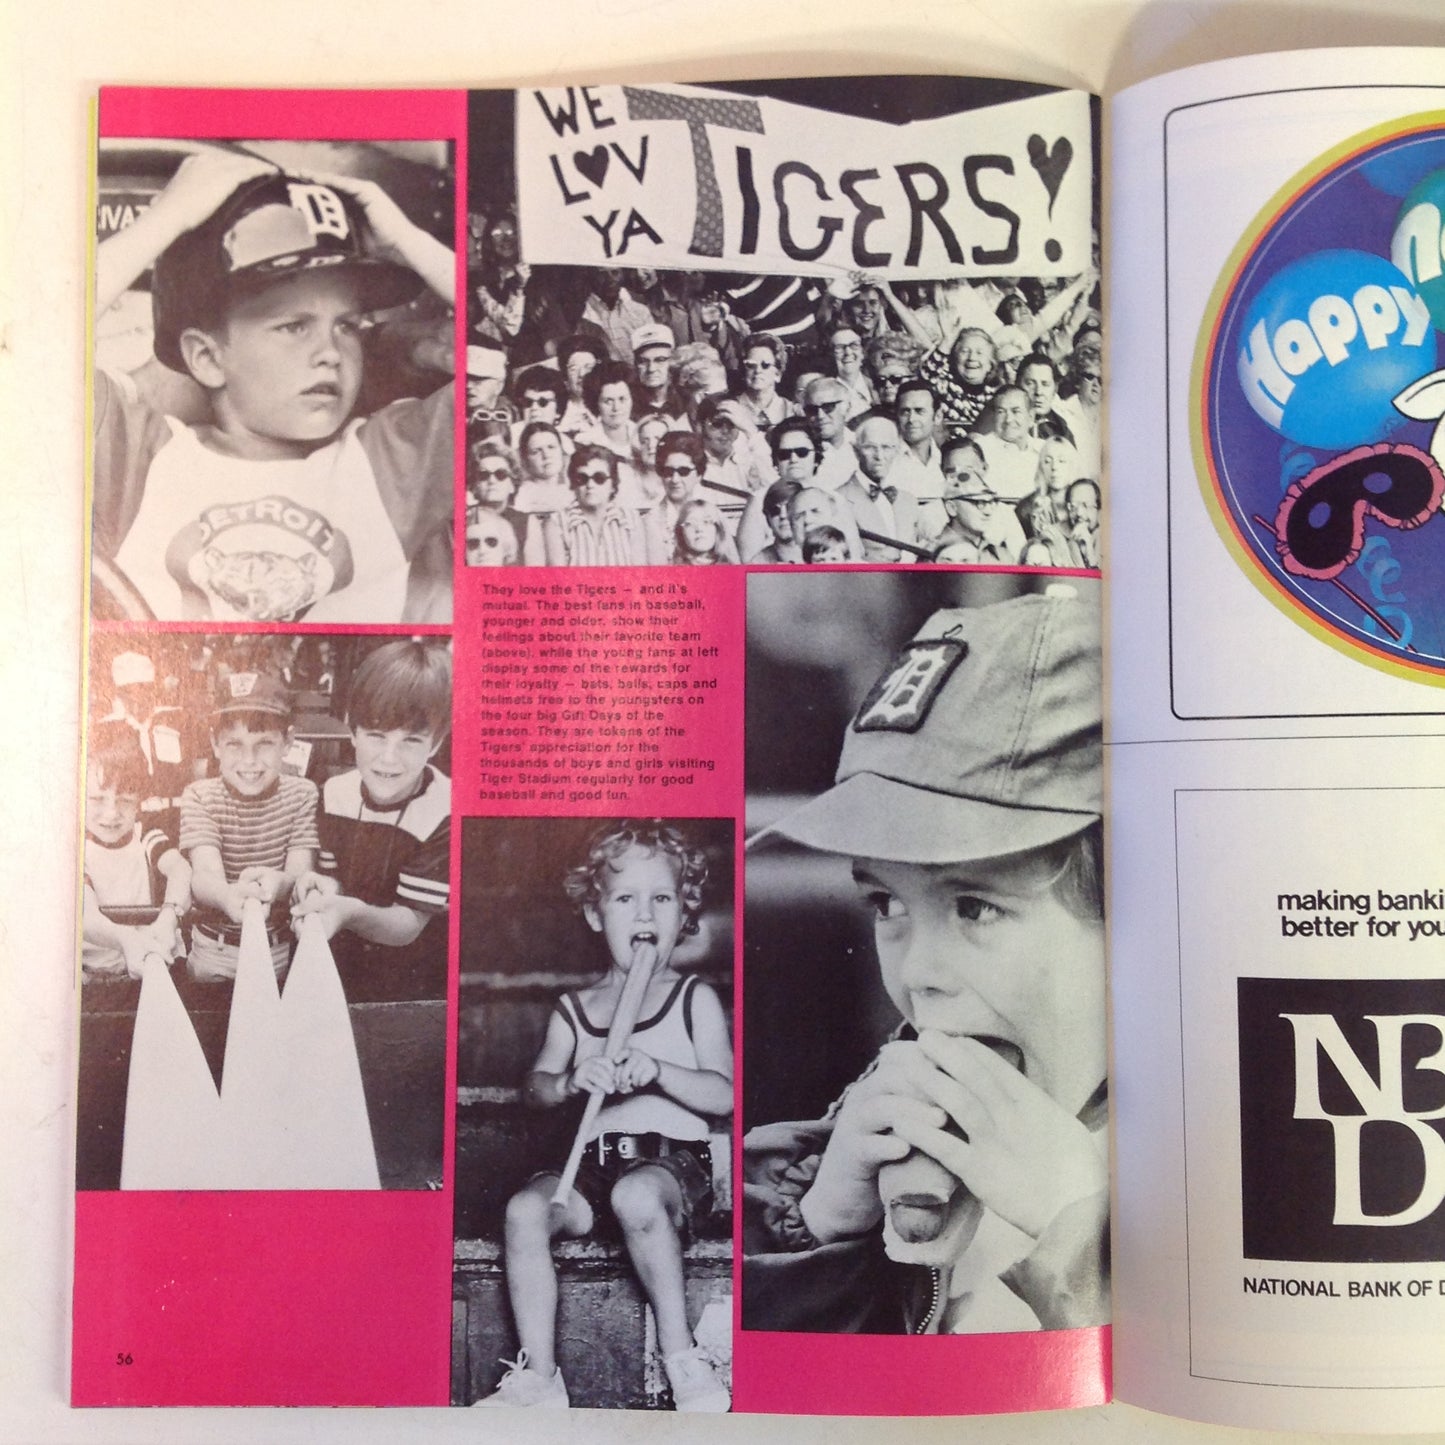 WE
L♥V
YA
TIGERS!
IVAT
D
DETROIT
They love the Tigers — and it's
mutual. The best fans in baseball,
younger and older, show their
feelings about their favorite team
(above), while the young fans at left
display some of the rewards for
their loyalty — bats, balls, caps and
helmets free to the youngsters on
the four big Gift Days of the
season. They are tokens of the
Tigers' appreciation for the
thousands of boys and girls visiting
Tiger Stadium regularly for good
baseball and good fun.
D
56
Happy
making banki
better for you
NB
D
NATIONAL BANK OF D